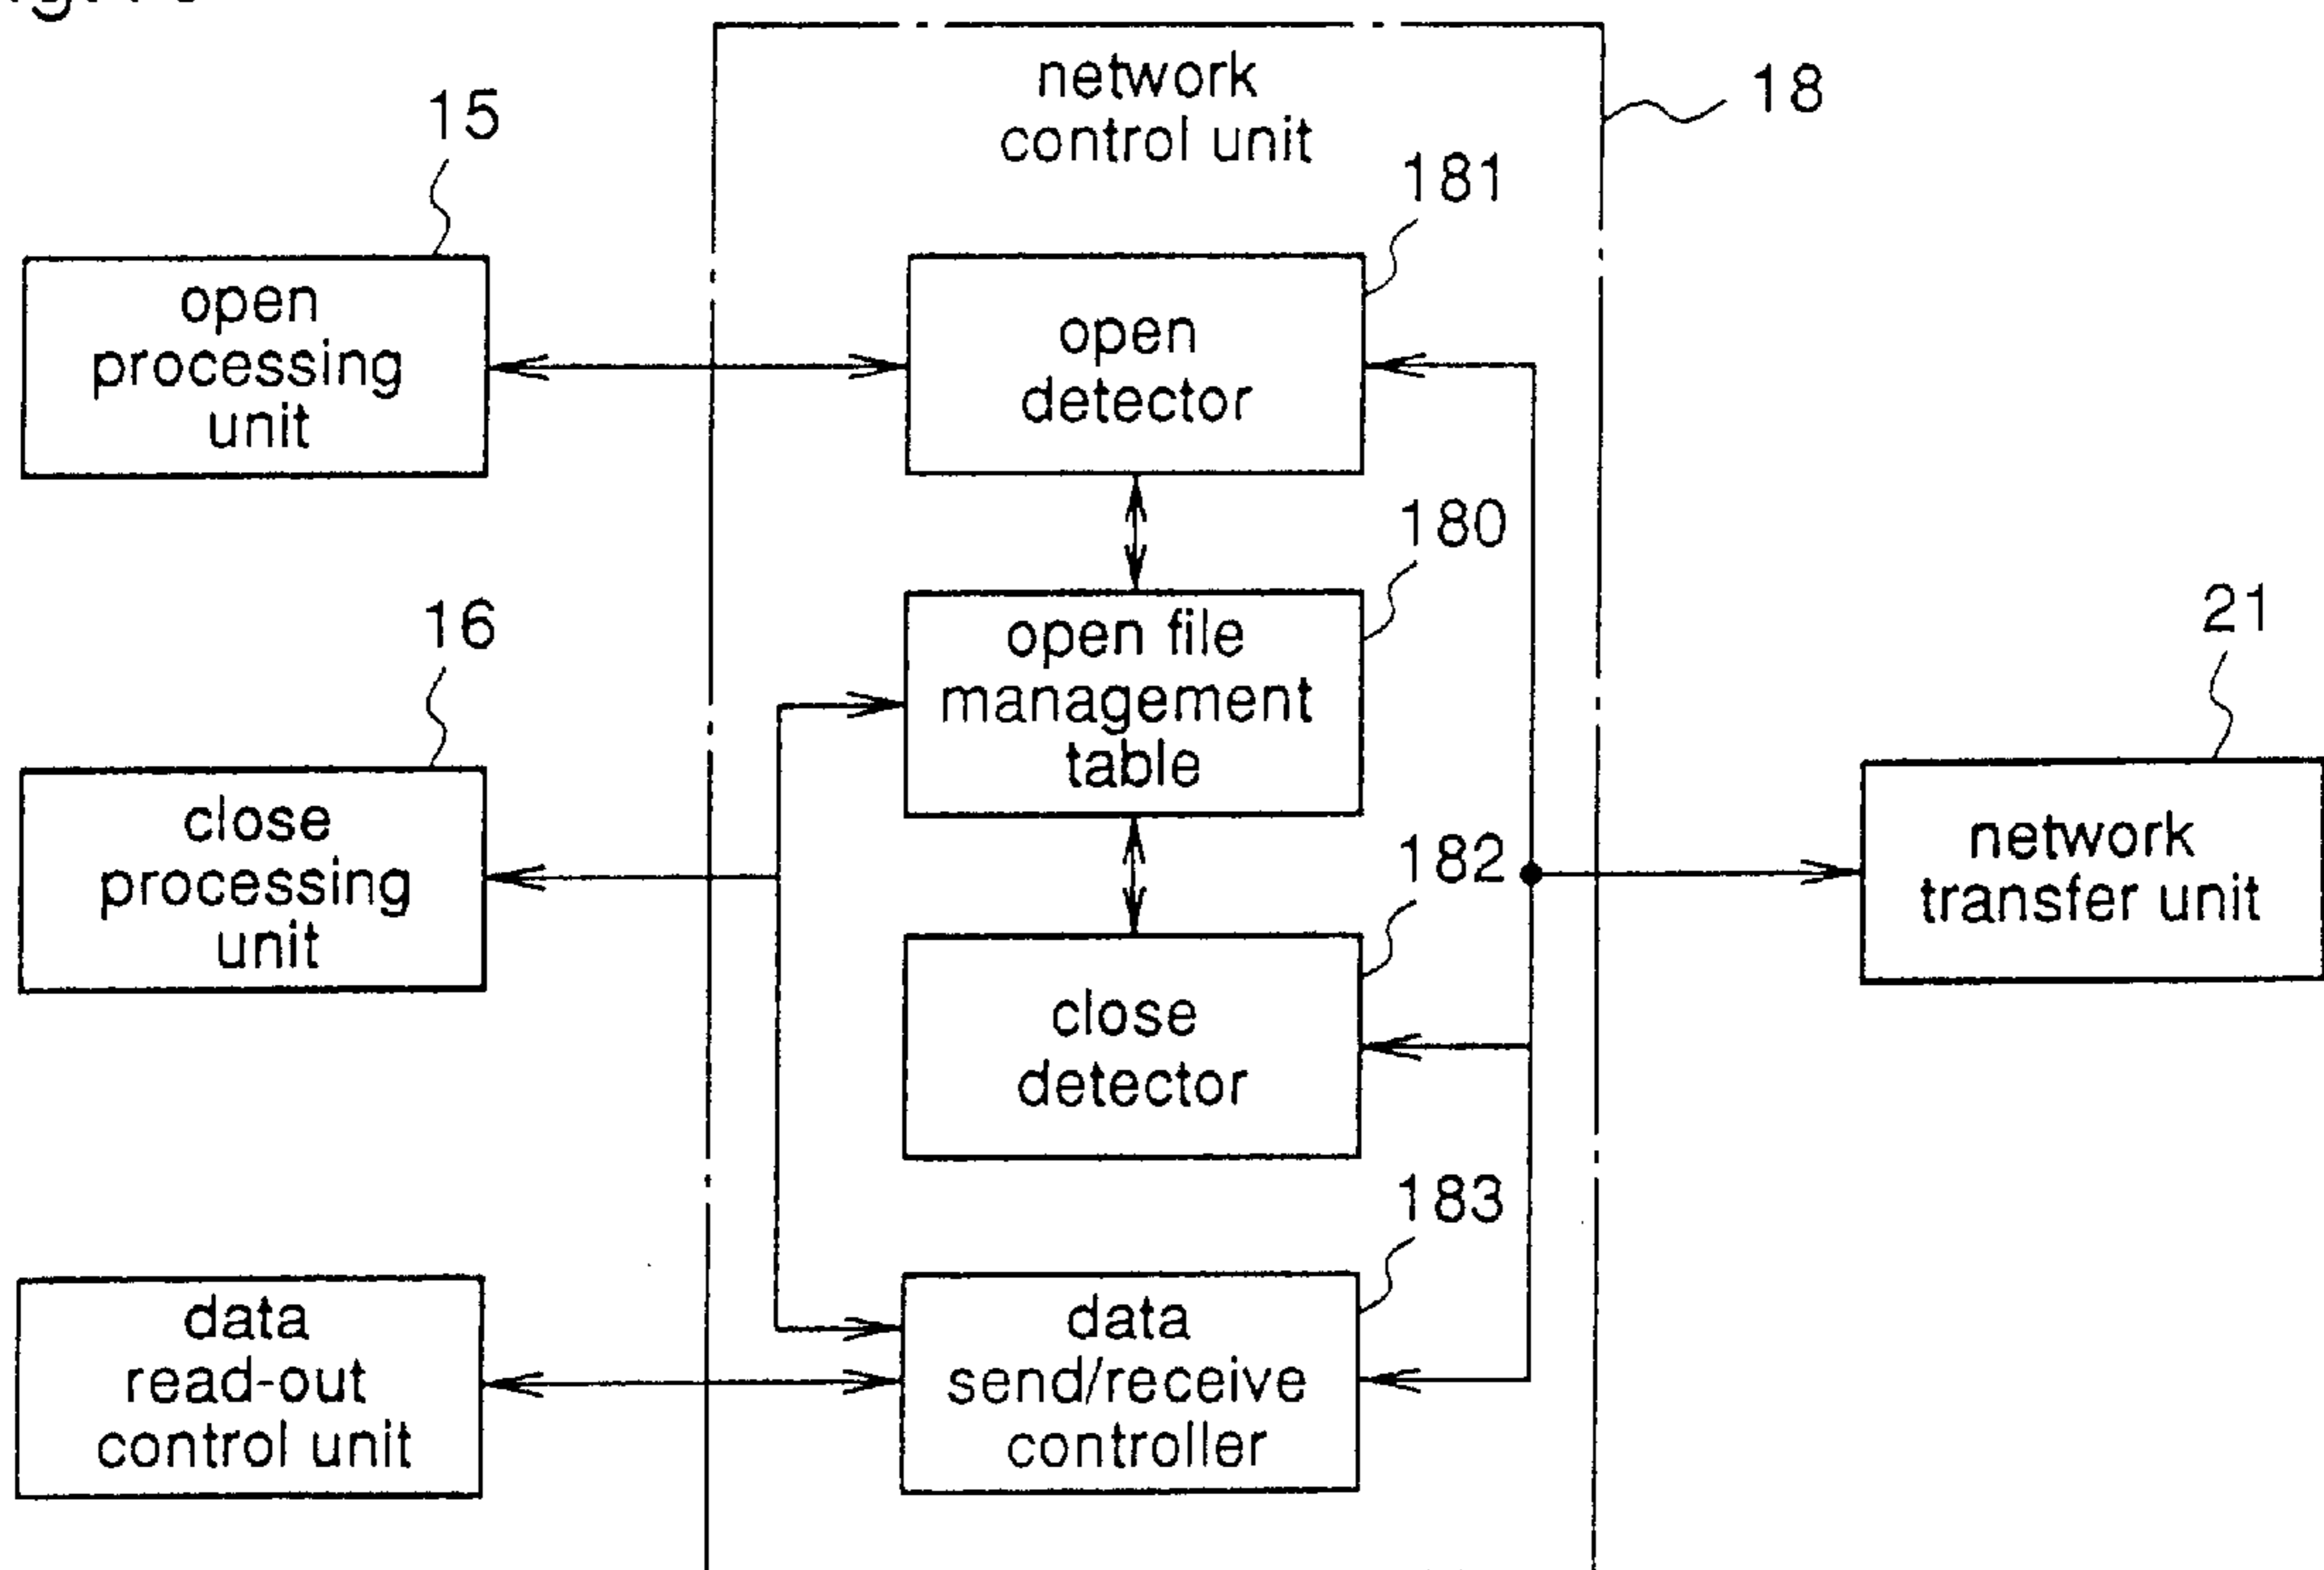 network
control unit
18
15
181
open
processing
unit
open
detector
180
16
open file
management
table
21
close
processing
unit
182
network
transfer unit
close
detector
183
data
read-out
control unit
data
send/receive
controller